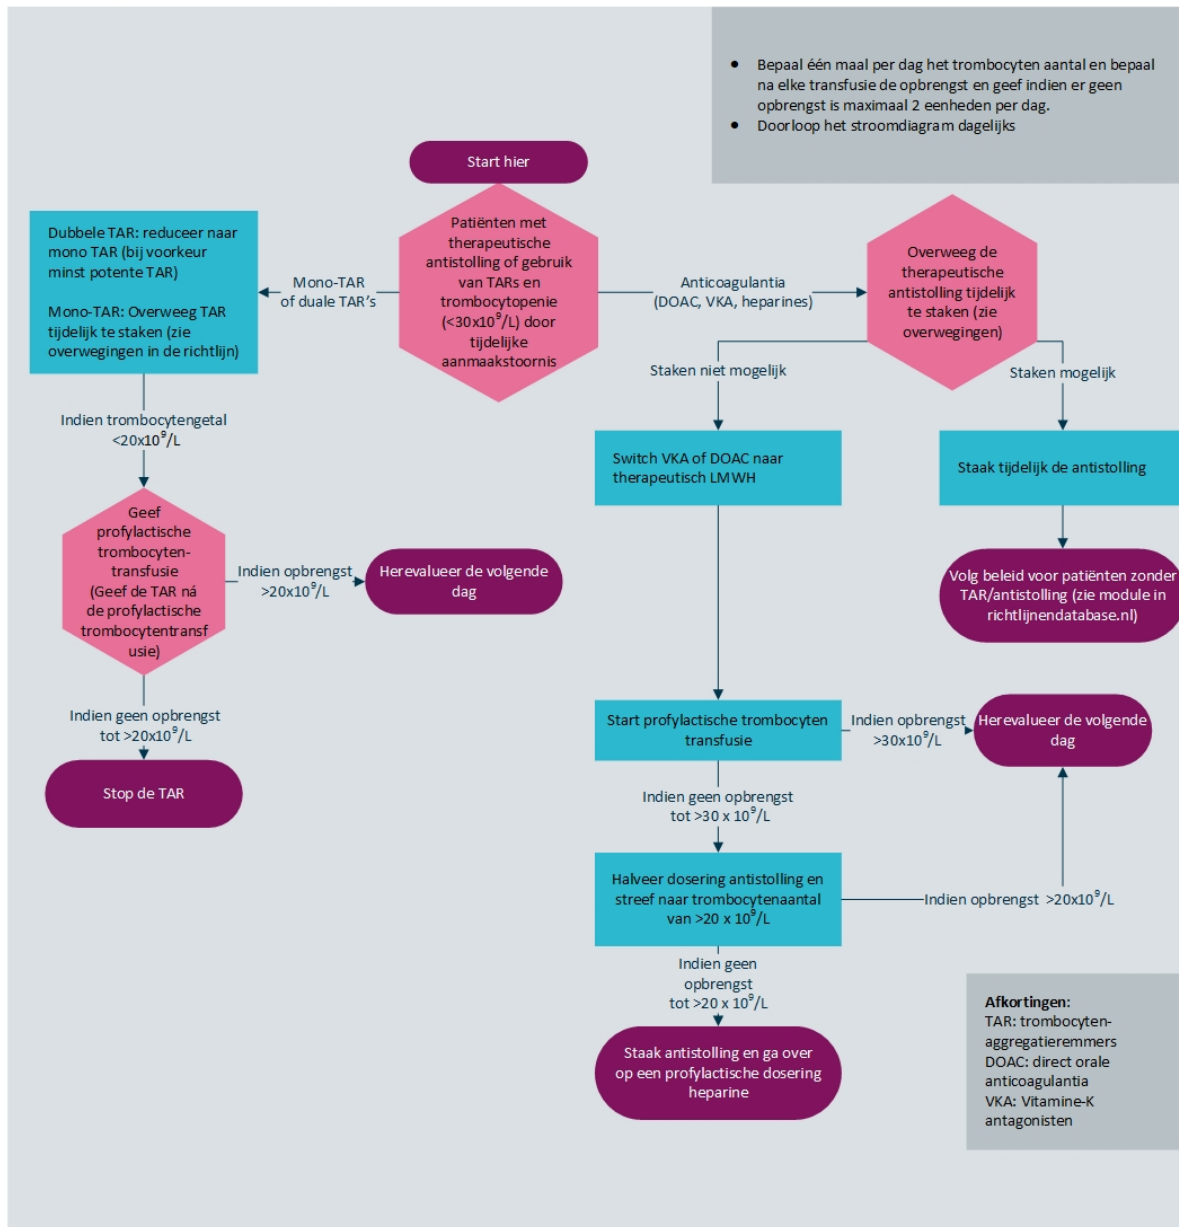 ● Bepaal één maal per dag het trombocyten aantal en bepaal
na elke transfusie de opbrengst en geef indien er geen
opbrengst is maximaal 2 eenheden per dag.
● Doorloop het stroomdiagram dagelijks
Start hier
Patiënten met
therapeutische
antistolling of gebruik
van TARs en
trombocytopenie
(<30x10⁹/L) door
tijdelijke
aanmaakstoornis
Mono-TAR
of duale TAR’s
Dubbele TAR: reduceer naar
mono TAR (bij voorkeur
minst potente TAR)
Mono-TAR: Overweeg TAR
tijdelijk te staken (zie
overwegingen in de richtlijn)
Anticoagulantia
(DOAC, VKA, heparines)
Overweeg de
therapeutische
antistolling tijdelijk
te staken (zie
overwegingen)
Indien trombocytengetal
<20x10⁹/L
Geef
profylactische
trombocyten-
transfusie
(Geef de TAR ná
de profylactische
trombocytentransf
usie)
Indien opbrengst
>20x10⁹/L
Herevalueer de volgende
dag
Indien geen opbrengst
tot >20x10⁹/L
Stop de TAR
Staken niet mogelijk
Staken mogelijk
Switch VKA of DOAC naar
therapeutisch LMWH
Staak tijdelijk de antistolling
Volg beleid voor patiënten zonder
TAR/antistolling (zie module in
richtlijnendatabase.nl)
Start profylactische trombocyten
transfusie
Indien opbrengst
>30x10⁹/L
Herevalueer de volgende
dag
Indien geen opbrengst
tot >30 x 10⁹/L
Halveer dosering antistolling en
streef naar trombocytenaantal
van >20 x 10⁹/L
Indien opbrengst >20x10⁹/L
Indien geen
opbrengst
tot >20 x 10⁹/L
Staak antistolling en ga over
op een profylactische dosering
heparine
Afkortingen:
TAR: trombocyten-
aggregatieremmers
DOAC: direct orale
anticoagulantia
VKA: Vitamine-K
antagonisten